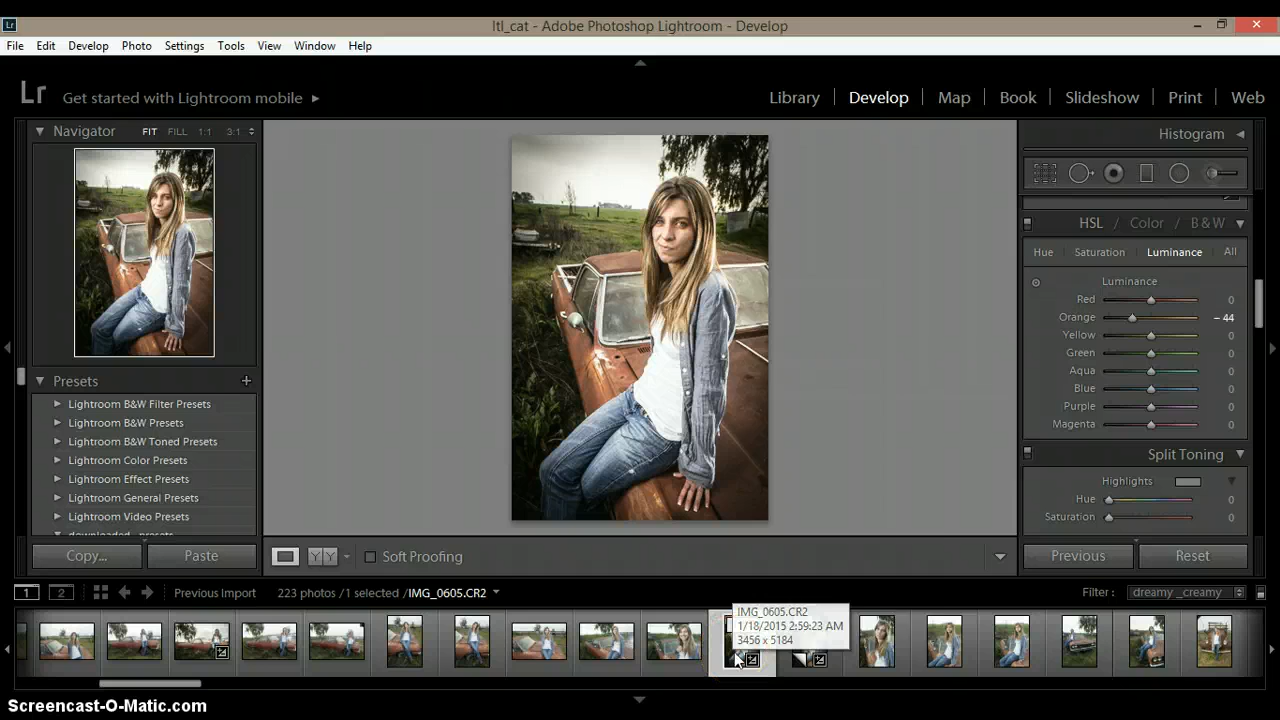 Lr
ltl_cat - Adobe Photoshop Lightroom - Develop
File Edit Develop Photo Settings Tools View Window Help
Lr Get started with Lightroom mobile
Library Develop Map Book Slideshow Print Web
Navigator FIT FILL 1:1 3:1
Histogram
HSL / Color / B & W
Hue Saturation Luminance All
Luminance
Red 0
Orange - 44
Yellow 0
Green 0
Aqua 0
Blue 0
Purple 0
Magenta 0
Split Toning
Highlights
Hue 0
Saturation 0
Presets +
Lightroom B&W Filter Presets
Lightroom B&W Presets
Lightroom B&W Toned Presets
Lightroom Color Presets
Lightroom Effect Presets
Lightroom General Presets
Lightroom Video Presets
downloaded_presets
Copy... Paste
YY Soft Proofing
Previous Reset
1 2 Previous Import 223 photos /1 selected /IMG_0605.CR2
Filter : dreamy _creamy
IMG_0605.CR2
1/18/2015 2:59:23 AM
3456 x 5184
Screencast-O-Matic.com